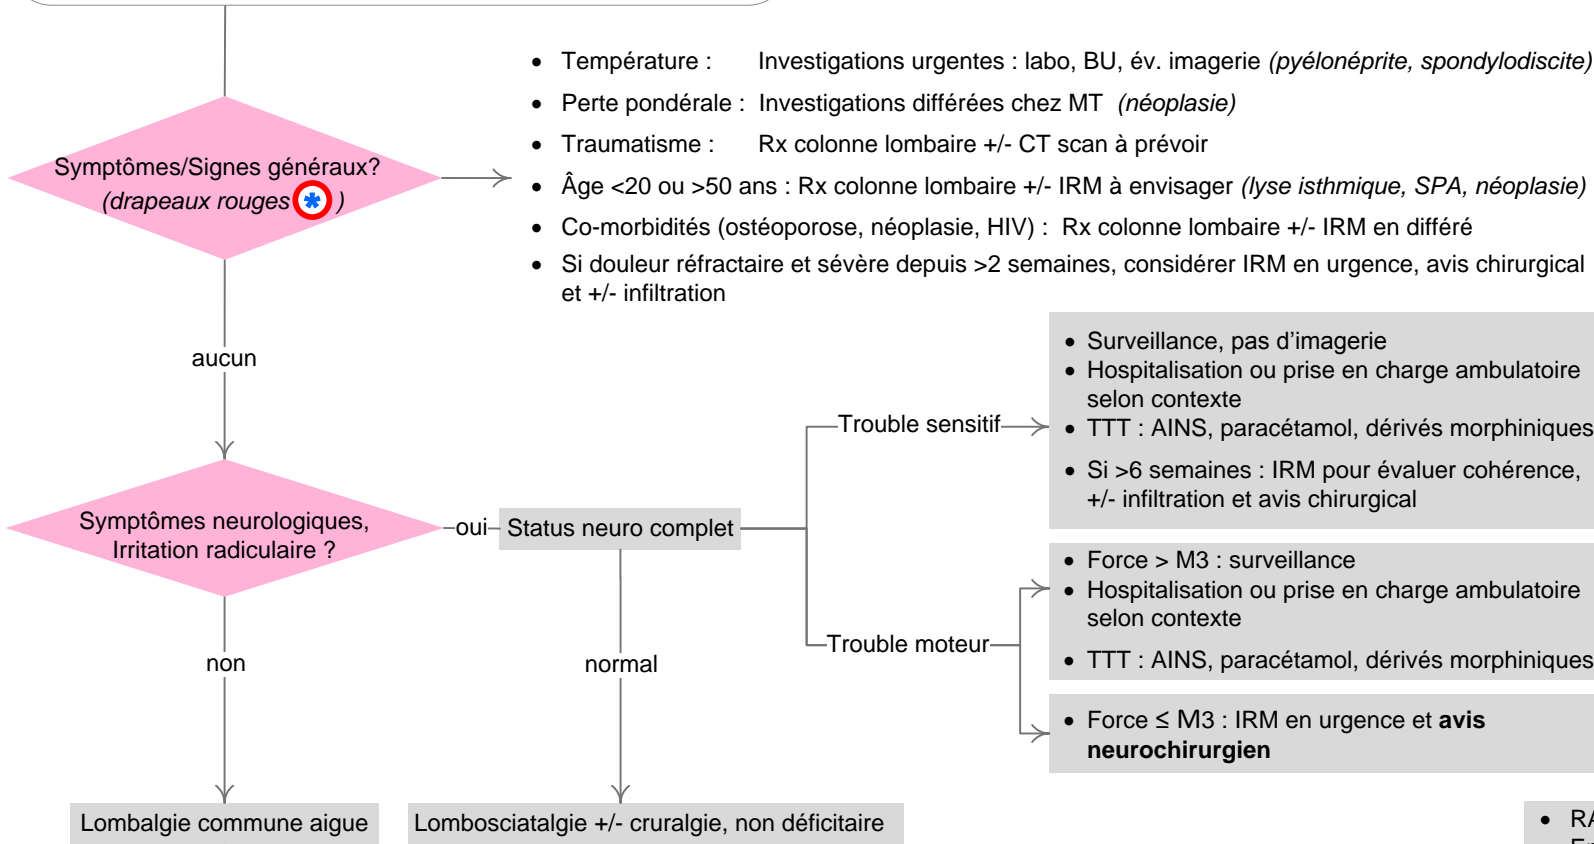 • Température : Investigations urgentes : labo, BU, év. imagerie (pyélonéprite, spondylodiscite)
• Perte pondérale : Investigations différées chez MT (néoplasie)
• Traumatisme : Rx colonne lombaire +/- CT scan à prévoir
• Âge <20 ou >50 ans : Rx colonne lombaire +/- IRM à envisager (lyse isthmique, SPA, néoplasie)
• Co-morbidités (ostéoporose, néoplasie, HIV) : Rx colonne lombaire +/- IRM en différé
• Si douleur réfractaire et sévère depuis >2 semaines, considérer IRM en urgence, avis chirurgical
et +/- infiltration
Symptômes/Signes généraux?
(drapeaux rouges * )
aucun
Symptômes neurologiques,
Irritation radiculaire ?
oui
Status neuro complet
Trouble sensitif
• Surveillance, pas d'imagerie
• Hospitalisation ou prise en charge ambulatoire
selon contexte
• TTT : AINS, paracétamol, dérivés morphiniques
• Si >6 semaines : IRM pour évaluer cohérence,
+/- infiltration et avis chirurgical
Trouble moteur
• Force > M3 : surveillance
• Hospitalisation ou prise en charge ambulatoire
selon contexte
• TTT : AINS, paracétamol, dérivés morphiniques
• Force ≤ M3 : IRM en urgence et avis
neurochirurgien
non
normal
Lombalgie commune aigue
Lombosciatalgie +/- cruralgie, non déficitaire